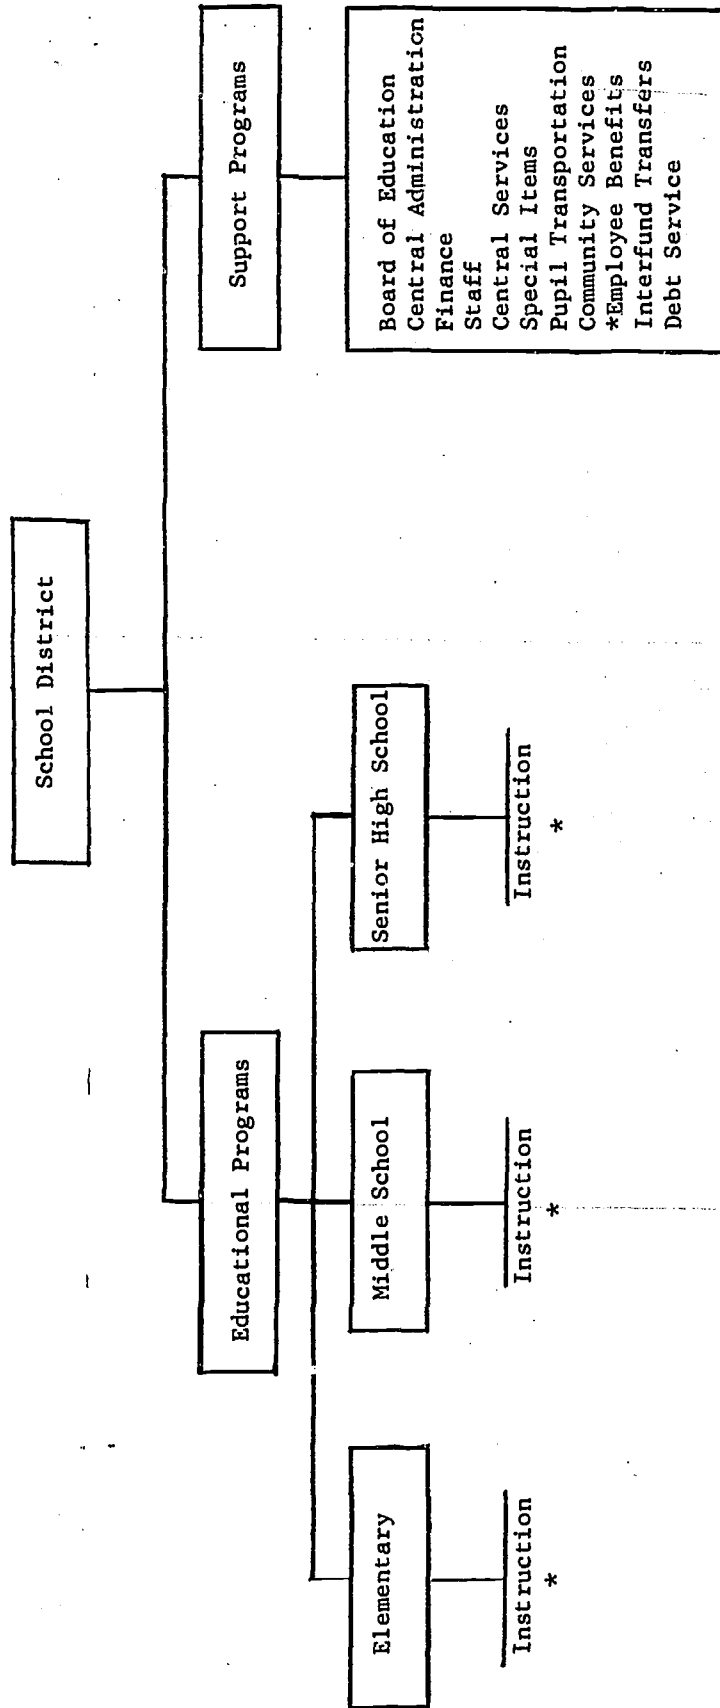 School District
Educational Programs
Support Programs
Elementary
Middle School
Senior High School
Instruction
*
Instruction
*
Instruction
*
Board of Education
Central Administration
Finance
Staff
Central Services
Special Items
Pupil Transportation
Community Services
*Employee Benefits
Interfund Transfers
Debt Service